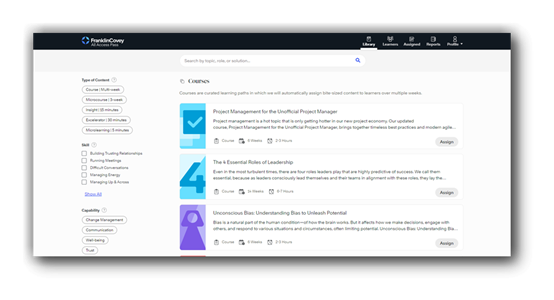 FranklinCovey
All Access Pass
Library
Learners
Assigned
Reports
Profile
Search by topic, role, or solution...
Type of Content
Course | Multi-week
Microcourse | 5-week
Insight | 20 minutes
Excelerator | 50 minutes
Microlearning | 5 minutes
Skill
Building Trusting Relationships
Running Meetings
Difficult Conversations
Managing Energy
Managing Up & Across
Show All
Capability
Change Management
Communication
Well-being
Trust
Courses
Courses are curated learning paths in which we will automatically assign bite-sized content to learners over multiple weeks.
Project Management for the Unofficial Project Manager
Project management is a hot topic that is only getting hotter in our new project economy. Our updated
course, Project Management for the Unofficial Project Manager, brings together timeless best practices and modern agile...
Course
8 Weeks
2-3 Hours
Assign
The 4 Essential Roles of Leadership
Even in the most turbulent times, there are four roles leaders play that are highly predictive of success. We call them
essential, because as leaders consciously lead themselves and their teams in alignment with these roles, they lay the...
Course
Weeks
6-7 Hours
Assign
Unconscious Bias: Understanding Bias to Unleash Potential
Bias is a natural part of the human condition—of how the brain works. But it affects how we make decisions, engage with
others, and respond to various situations and circumstances, often limiting potential. Unconscious Bias: Understanding Bia...
Course
Weeks
2-3 Hours
Assign